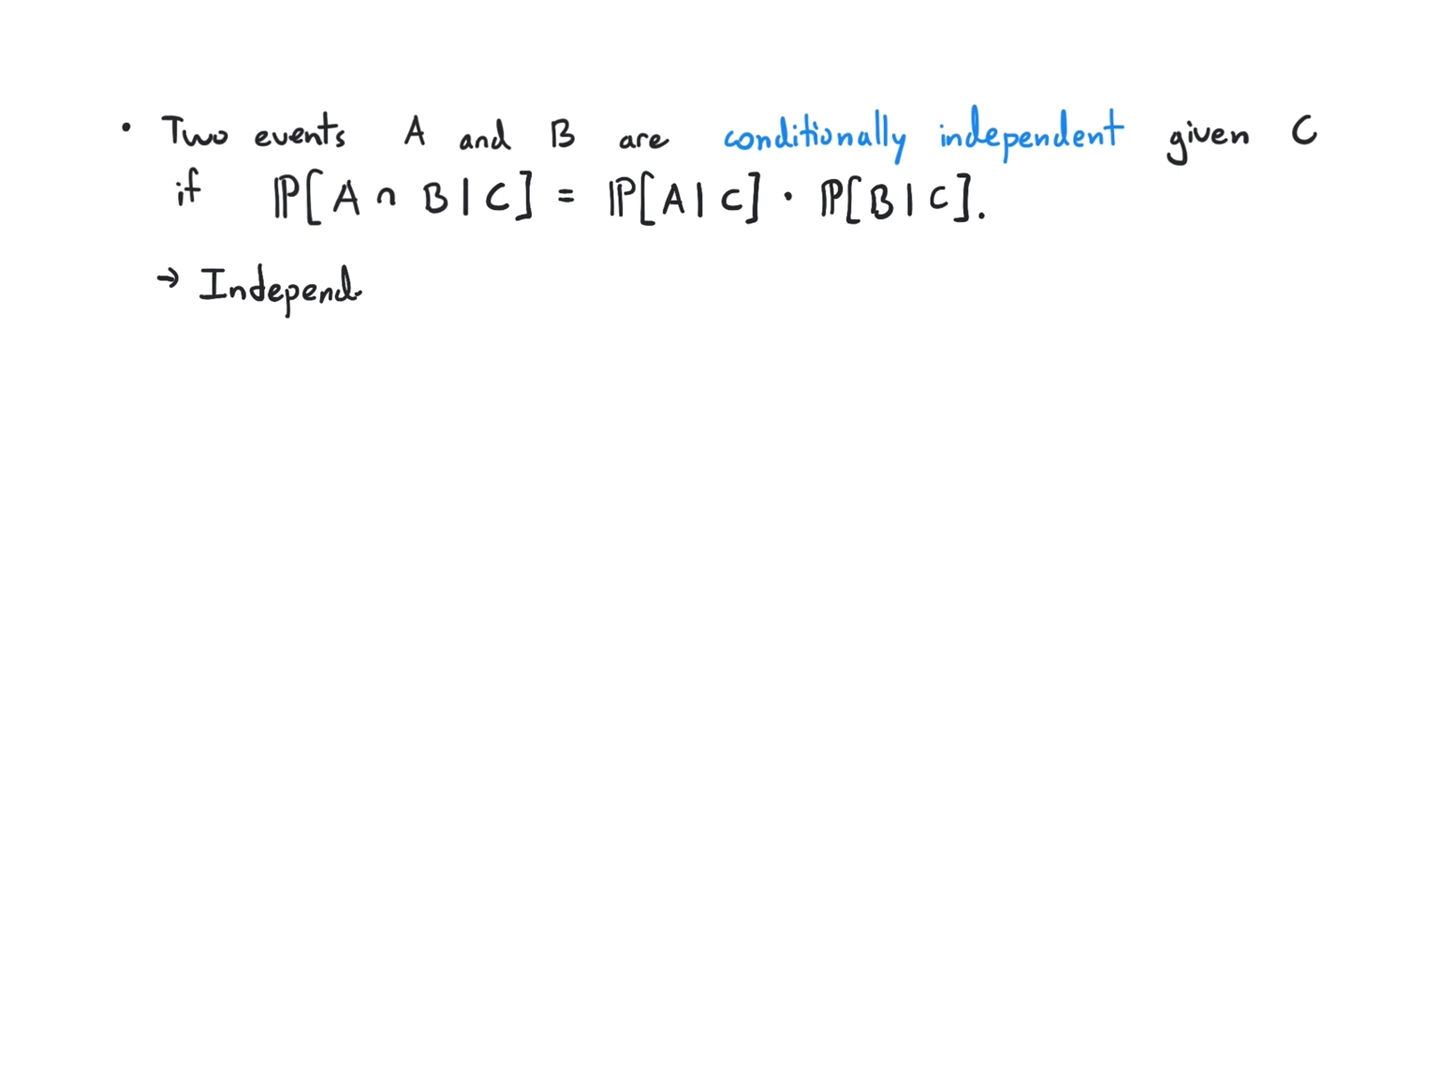 • Two events A and B are conditionally independent given C
if ℙ[A ∩ B | C] = ℙ[A | C] · ℙ[B | C].
→ Independ